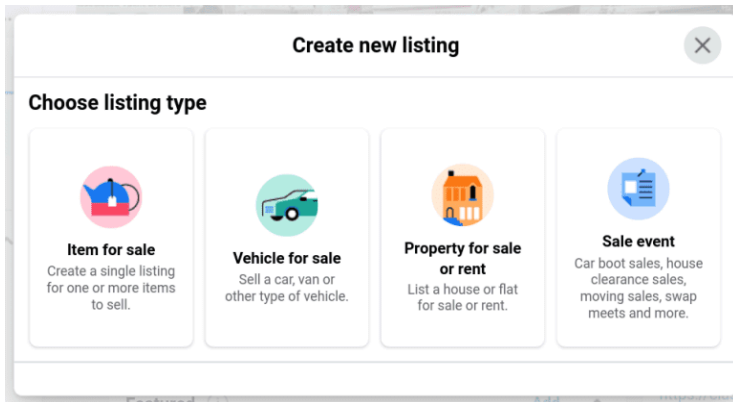 Create new listing
Choose listing type
Item for sale
Create a single listing
for one or more items
to sell.
Vehicle for sale
Sell a car, van or
other type of vehicle.
Property for sale
or rent
List a house or flat
for sale or rent.
Sale event
Car boot sales, house
clearance sales,
moving sales, swap
meets and more.
Featured
Add